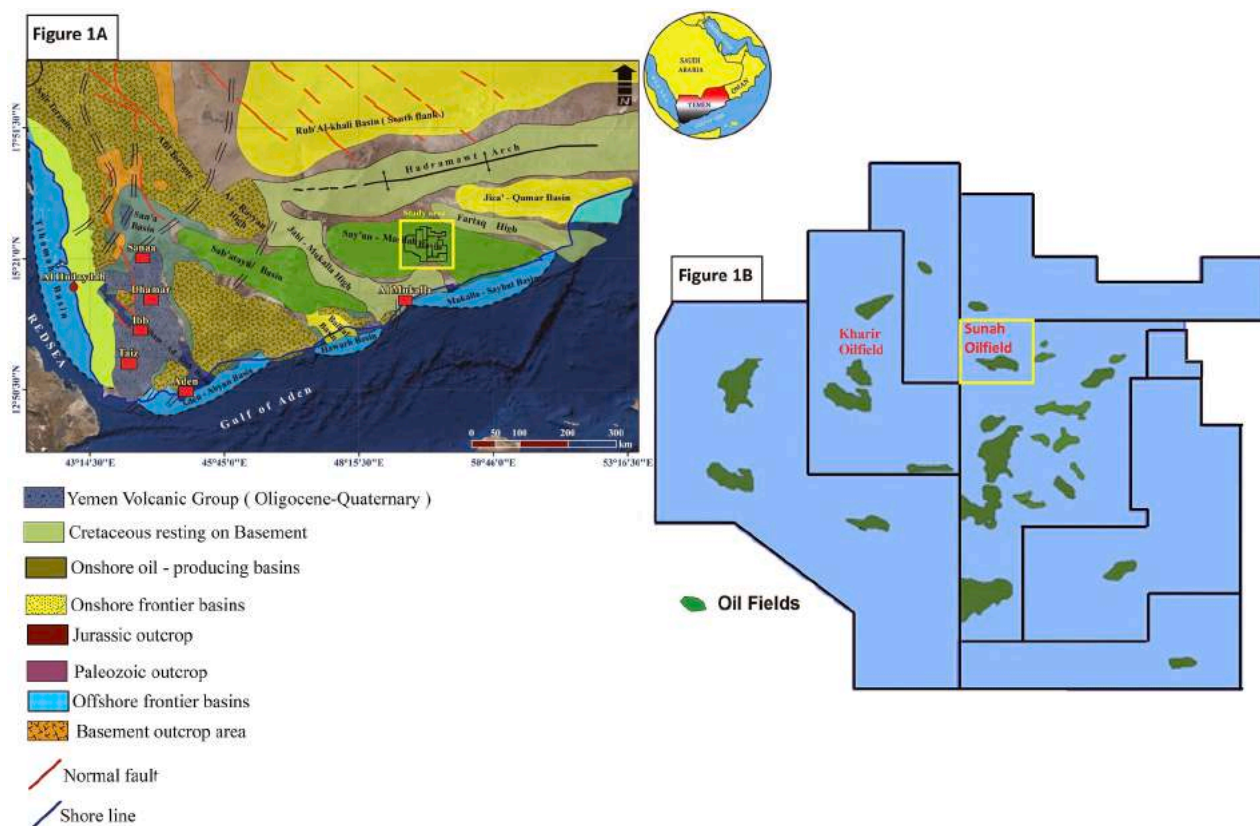 Figure 1A
SAUDI
ARABIA
OMAN
YEMEN
17°51'30"N
15°21'0"N
12°50'30"N
N
Rub'Al-khali Basin ( South flank )
Hadramawt Arch
Jiza' - Qumar Basin
Fartaq High
Study area
San'a
Basin
Sanaa
Sab'atayn Basin
Jahi - Mukalla High
Al Hudaydah
Tihamah Basin
Dhamar
Ibb
Taiz
Aden
Al Mukalla
Mukalla - Sayhut Basin
Hawarh Basin
REDSEA
Gulf of Aden
0 50 100 200 300
km
43°14'30"E
45°45'0"E
48°15'30"E
50°46'0"E
53°16'30"E
Yemen Volcanic Group ( Oligocene-Quaternary )
Cretaceous resting on Basement
Onshore oil - producing basins
Onshore frontier basins
Jurassic outcrop
Paleozoic outcrop
Offshore frontier basins
Basement outcrop area
Normal fault
Shore line
Figure 1B
Kharir
Oilfield
Sunah
Oilfield
Oil Fields